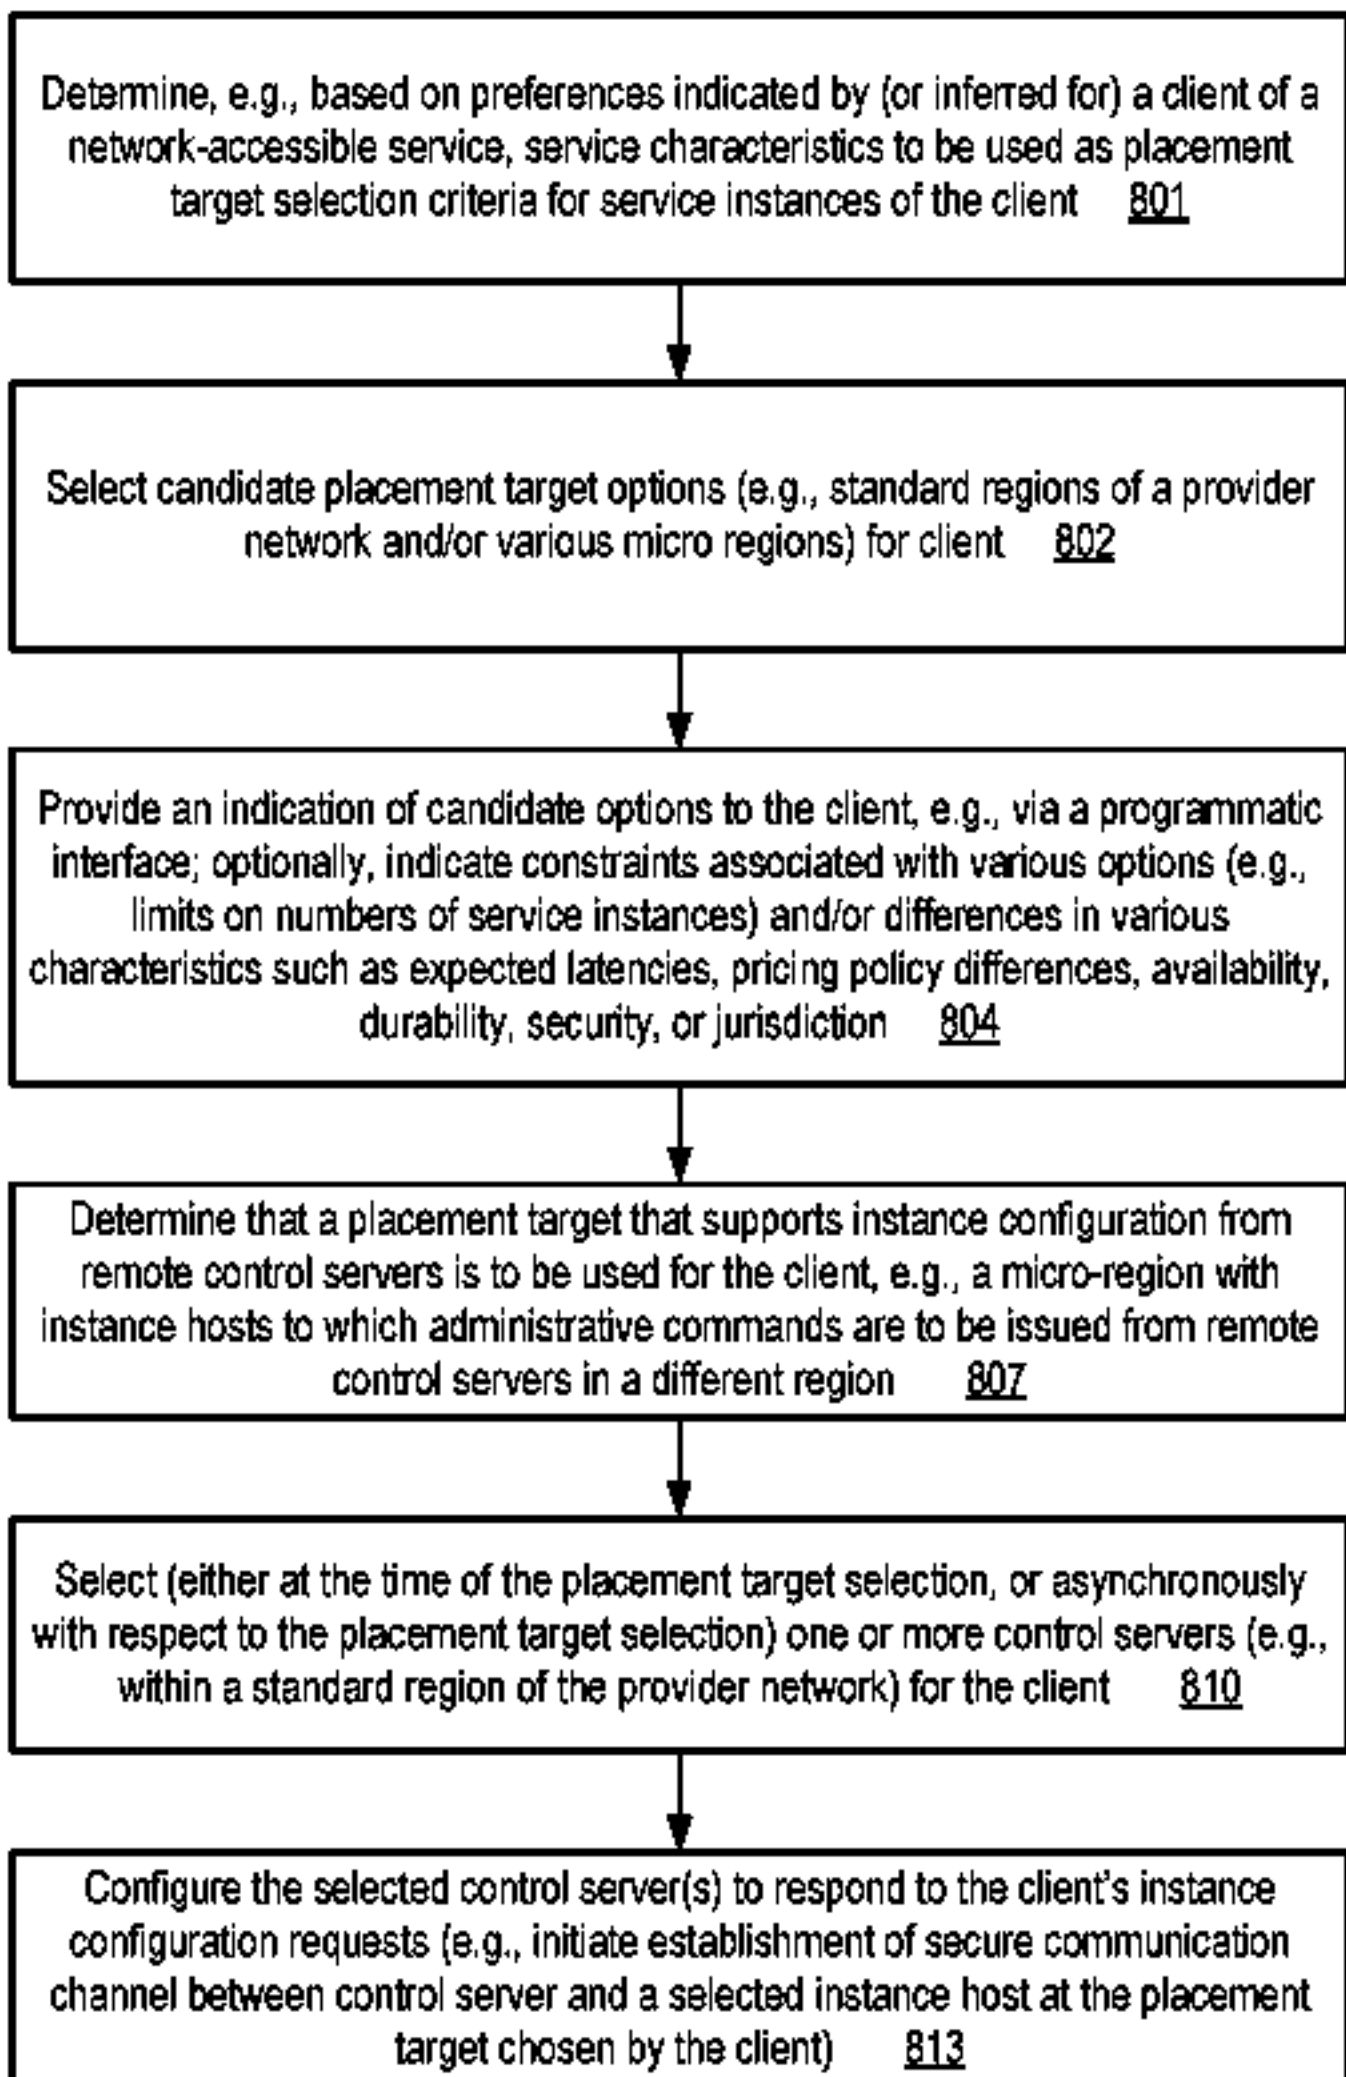 Determine, e.g., based on preferences indicated by (or inferred for) a client of a
network-accessible service, service characteristics to be used as placement
target selection criteria for service instances of the client 801
Select candidate placement target options (e.g., standard regions of a provider
network and/or various micro regions) for client 802
Provide an indication of candidate options to the client, e.g., via a programmatic
interface; optionally, indicate constraints associated with various options (e.g.,
limits on numbers of service instances) and/or differences in various
characteristics such as expected latencies, pricing policy differences, availability,
durability, security, or jurisdiction 804
Determine that a placement target that supports instance configuration from
remote control servers is to be used for the client, e.g., a micro-region with
instance hosts to which administrative commands are to be issued from remote
control servers in a different region 807
Select (either at the time of the placement target selection, or asynchronously
with respect to the placement target selection) one or more control servers (e.g.,
within a standard region of the provider network) for the client 810
Configure the selected control server(s) to respond to the client's instance
configuration requests (e.g., initiate establishment of secure communication
channel between control server and a selected instance host at the placement
target chosen by the client) 813